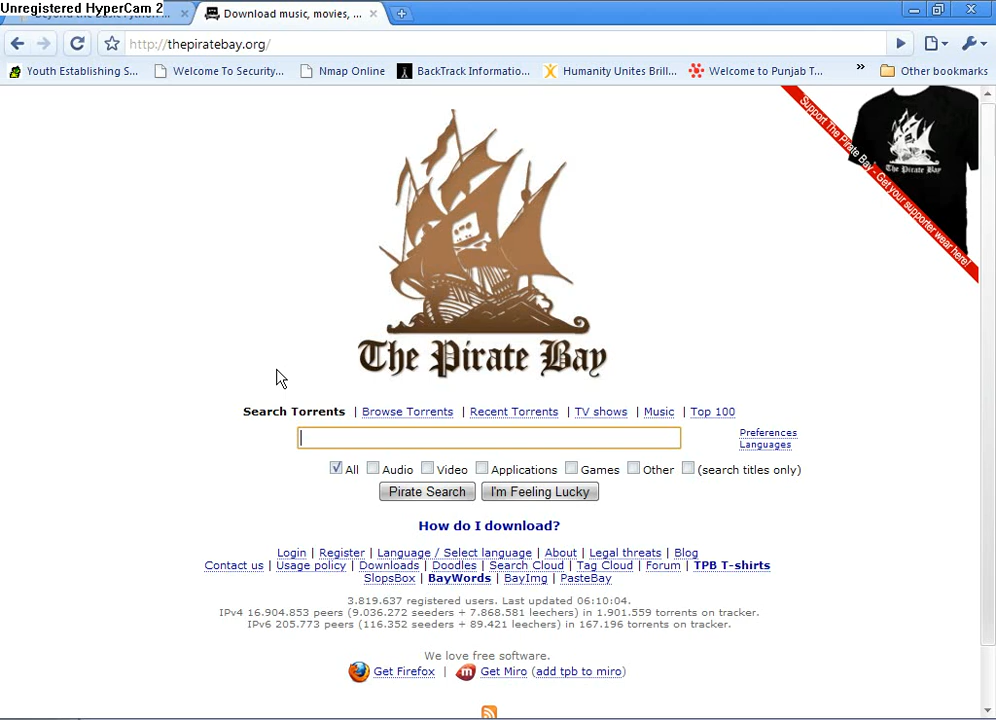 Unregistered HyperCam 2
Download music, movies, ...
http://thepiratebay.org/
Youth Establishing S...
Welcome To Security...
Nmap Online
BackTrack Informatio...
Humanity Unites Brill...
Welcome to Punjab T...
»
Other bookmarks
Support The Pirate Bay - Get your supporter wear here!
The Pirate Bay
The Pirate Bay
Search Torrents | Browse Torrents | Recent Torrents | TV shows | Music | Top 100
Preferences
Languages
All Audio Video Applications Games Other (search titles only)
Pirate Search I'm Feeling Lucky
How do I download?
Login | Register | Language / Select language | About | Legal threats | Blog
Contact us | Usage policy | Downloads | Doodles | Search Cloud | Tag Cloud | Forum | TPB T-shirts
SlopsBox | BayWords | BayImg | PasteBay
3.819.637 registered users. Last updated 06:10:04.
IPv4 16.904.853 peers (9.036.272 seeders + 7.868.581 leechers) in 1.901.559 torrents on tracker.
IPv6 205.773 peers (116.352 seeders + 89.421 leechers) in 167.196 torrents on tracker.
We love free software.
Get Firefox | m Get Miro (add tpb to miro)